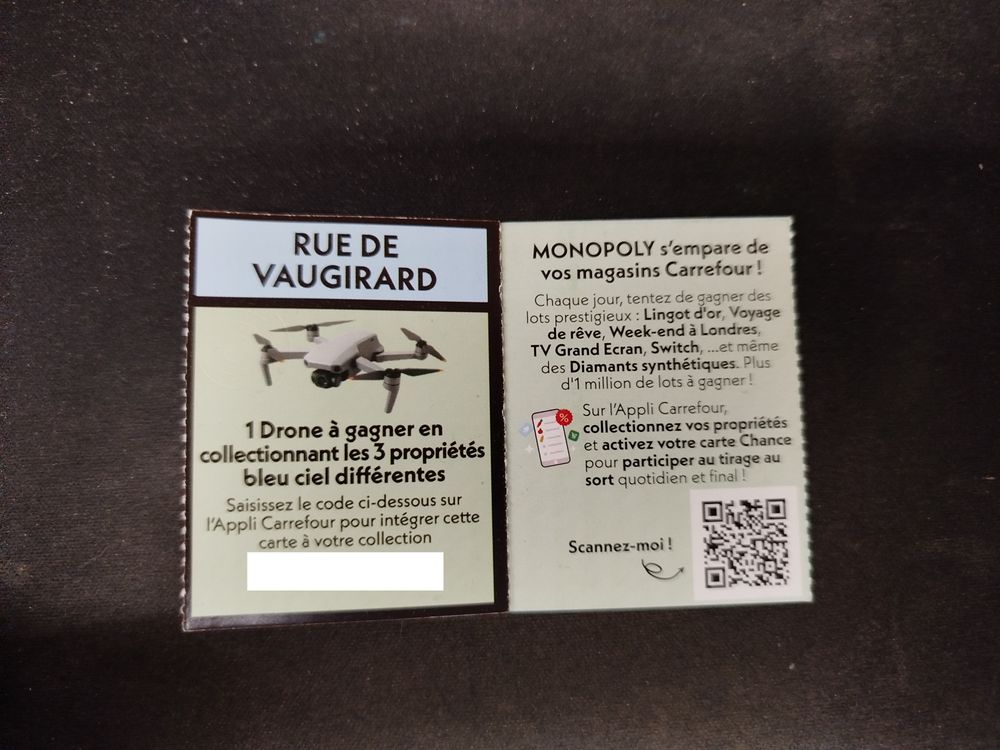 RUE DE
VAUGIRARD
1 Drone à gagner en
collectionnant les 3 propriétés
bleu ciel différentes
Saisissez le code ci-dessous sur
l'Appli Carrefour pour intégrer cette
carte à votre collection
MONOPOLY s'empare de
vos magasins Carrefour !
Chaque jour, tentez de gagner des
lots prestigieux : Lingot d'or, Voyage
de rêve, Week-end à Londres,
TV Grand Ecran, Switch, ...et même
des Diamants synthétiques. Plus
d'1 million de lots à gagner !
%
Sur l'Appli Carrefour,
collectionnez vos propriétés
et activez votre carte Chance
pour participer au tirage au
sort quotidien et final !
Scannez-moi !